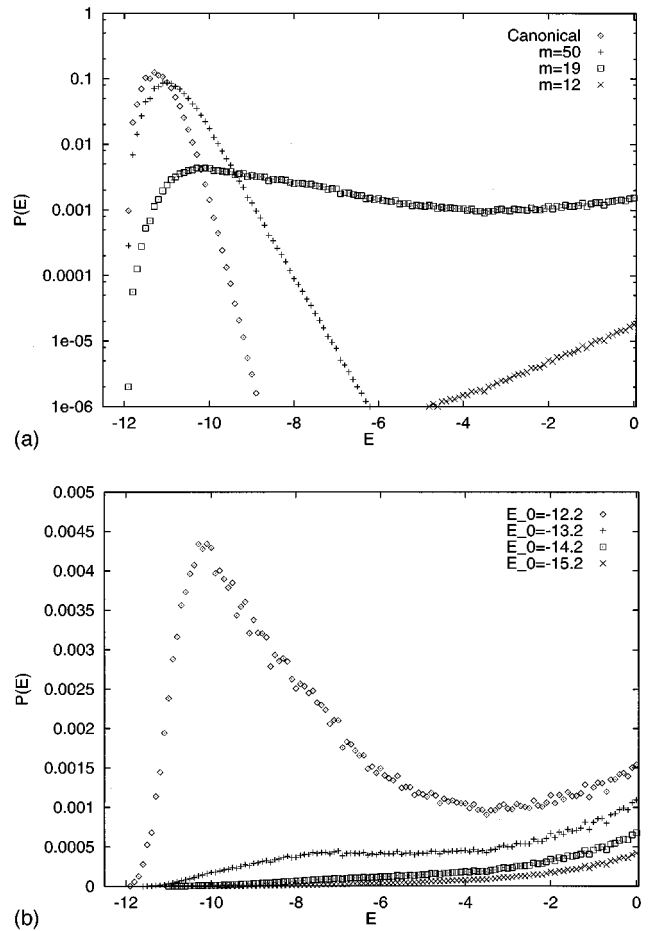 1
0.1
0.01
0.001
0.0001
1e-05
1e-06
P(E)
Canonical
m=50
m=19
m=12
-12
-10
-8
-6
-4
-2
0
E
(a)
0.005
0.0045
0.004
0.0035
0.003
0.0025
0.002
0.0015
0.001
0.0005
0
P(E)
E_0=-12.2
E_0=-13.2
E_0=-14.2
E_0=-15.2
-12
-10
-8
-6
-4
-2
0
E
(b)